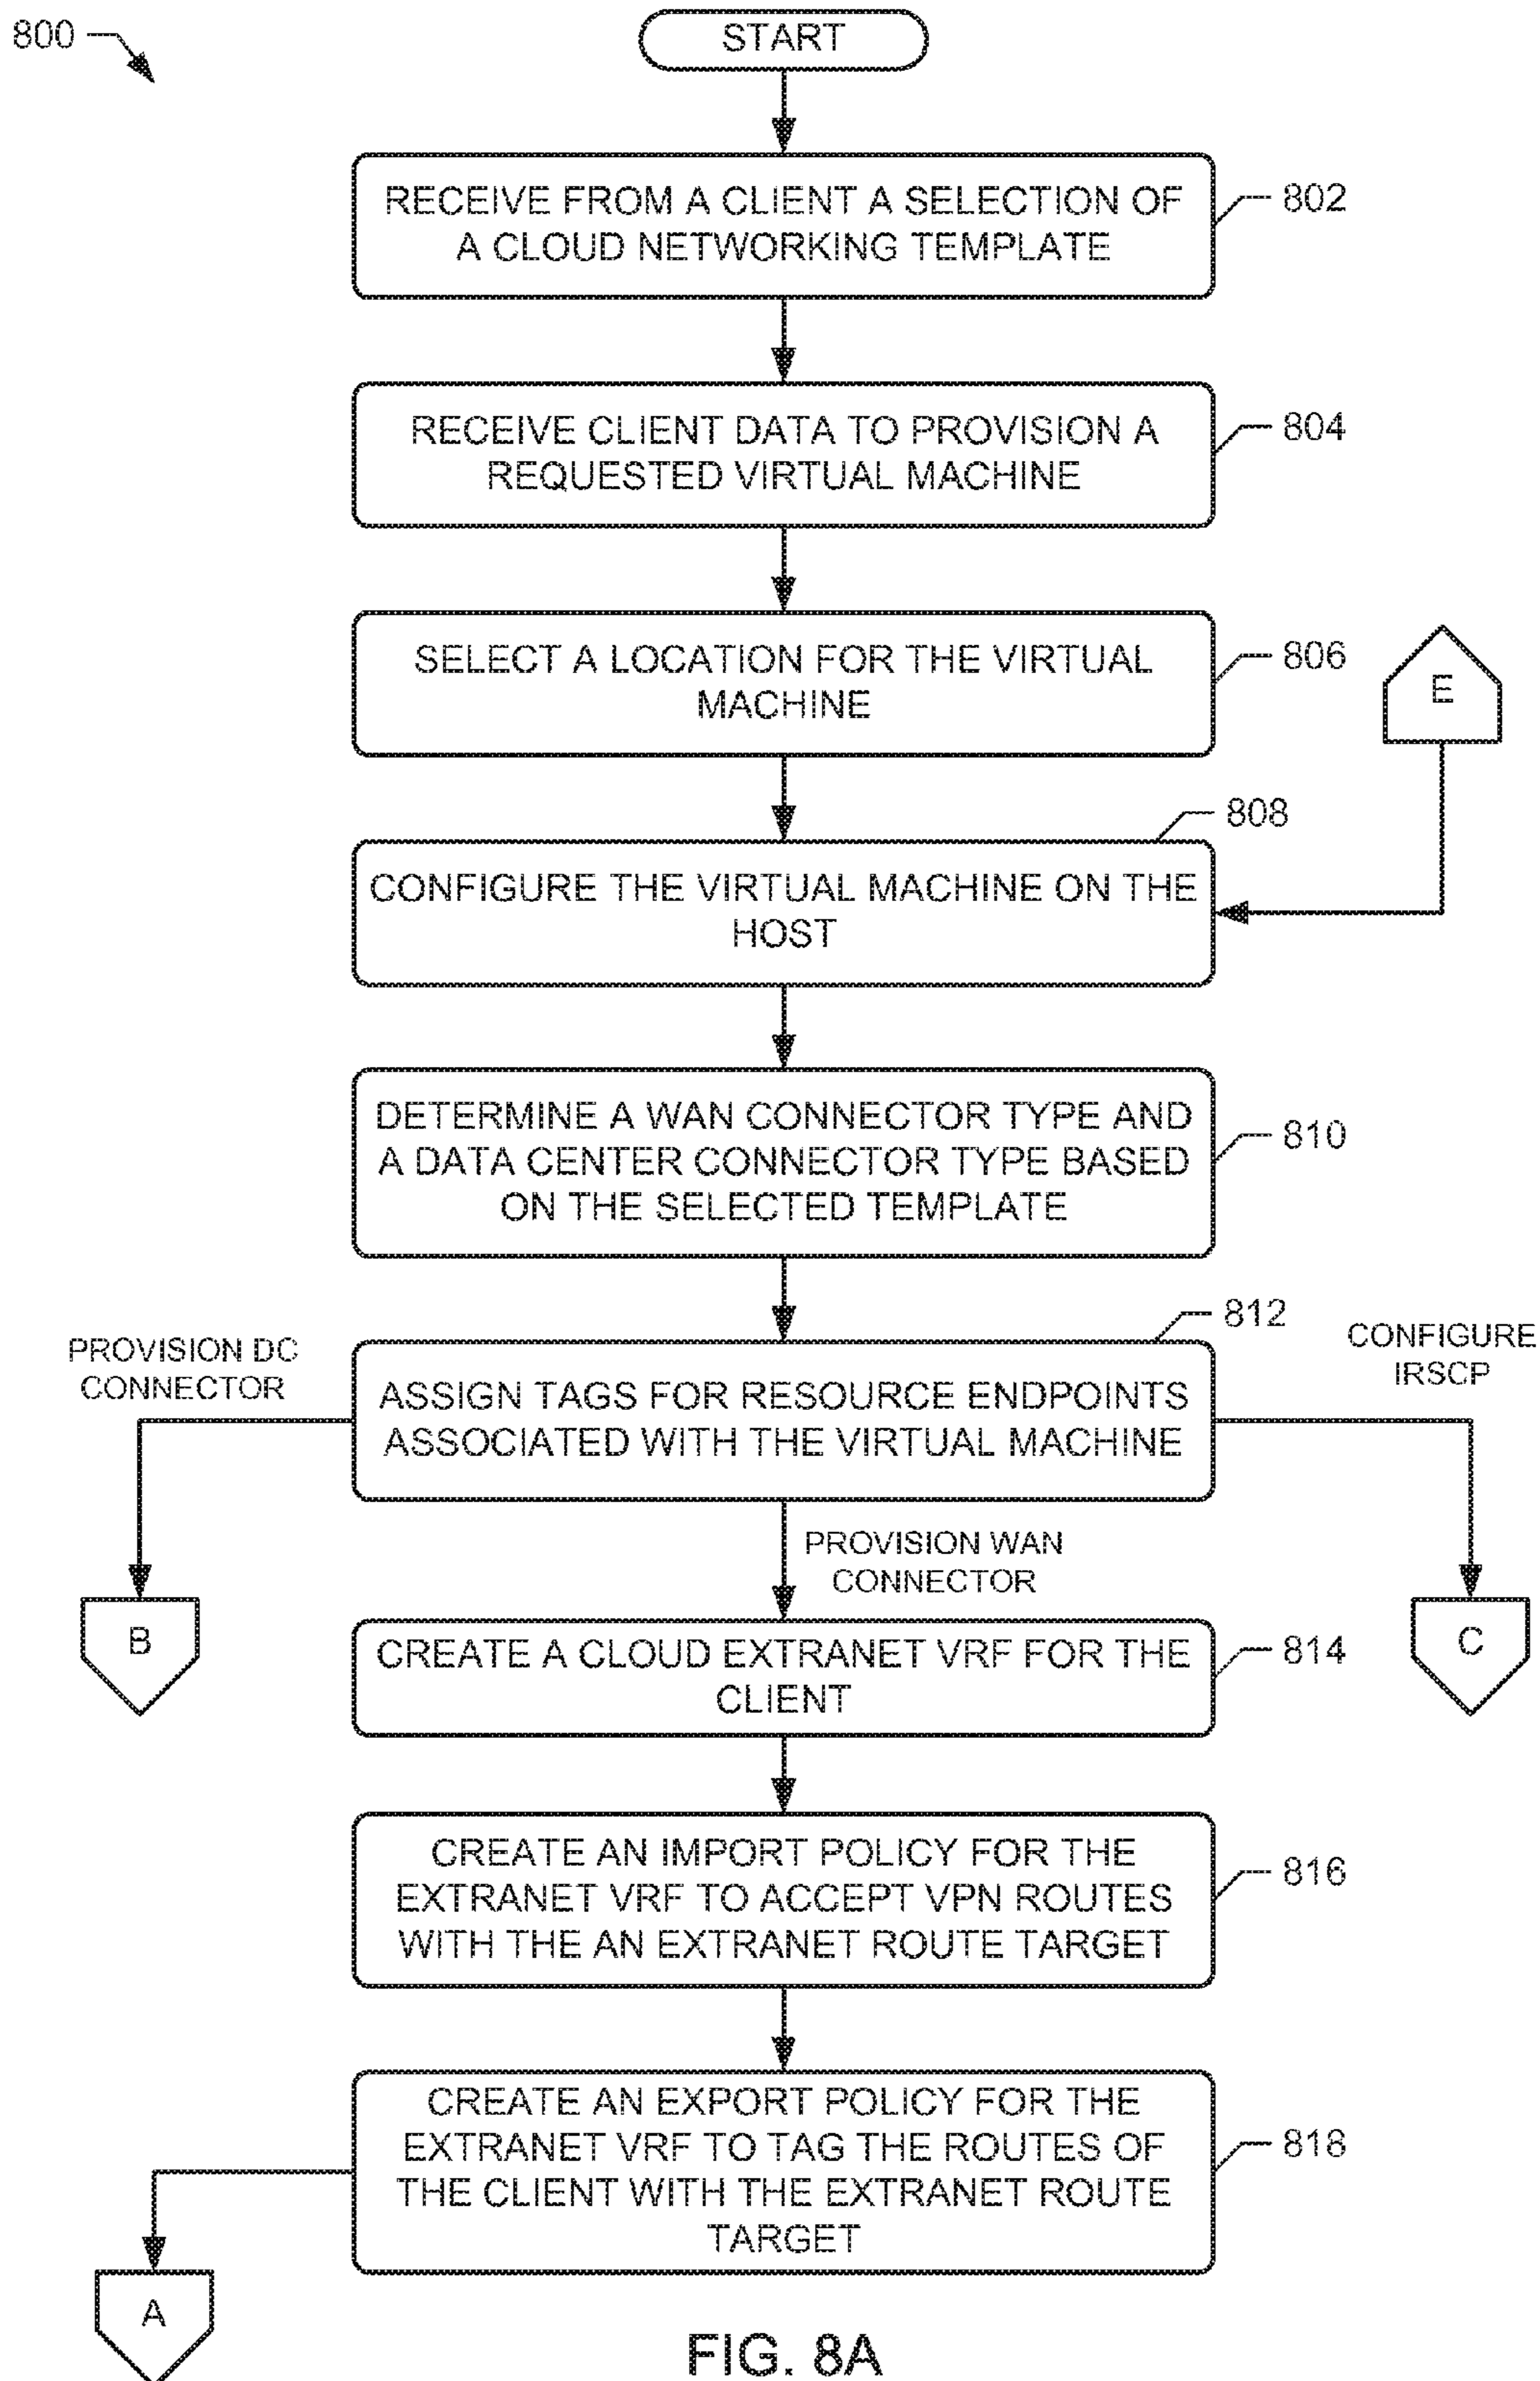 800
START
RECEIVE FROM A CLIENT A SELECTION OF
A CLOUD NETWORKING TEMPLATE
802
RECEIVE CLIENT DATA TO PROVISION A
REQUESTED VIRTUAL MACHINE
804
SELECT A LOCATION FOR THE VIRTUAL
MACHINE
806
E
808
CONFIGURE THE VIRTUAL MACHINE ON THE
HOST
DETERMINE A WAN CONNECTOR TYPE AND
A DATA CENTER CONNECTOR TYPE BASED
ON THE SELECTED TEMPLATE
810
812
PROVISION DC
CONNECTOR
ASSIGN TAGS FOR RESOURCE ENDPOINTS
ASSOCIATED WITH THE VIRTUAL MACHINE
CONFIGURE
IRSCP
PROVISION WAN
CONNECTOR
B
C
CREATE A CLOUD EXTRANET VRF FOR THE
CLIENT
814
CREATE AN IMPORT POLICY FOR THE
EXTRANET VRF TO ACCEPT VPN ROUTES
WITH THE AN EXTRANET ROUTE TARGET
816
CREATE AN EXPORT POLICY FOR THE
EXTRANET VRF TO TAG THE ROUTES OF
THE CLIENT WITH THE EXTRANET ROUTE
TARGET
818
A
FIG. 8A